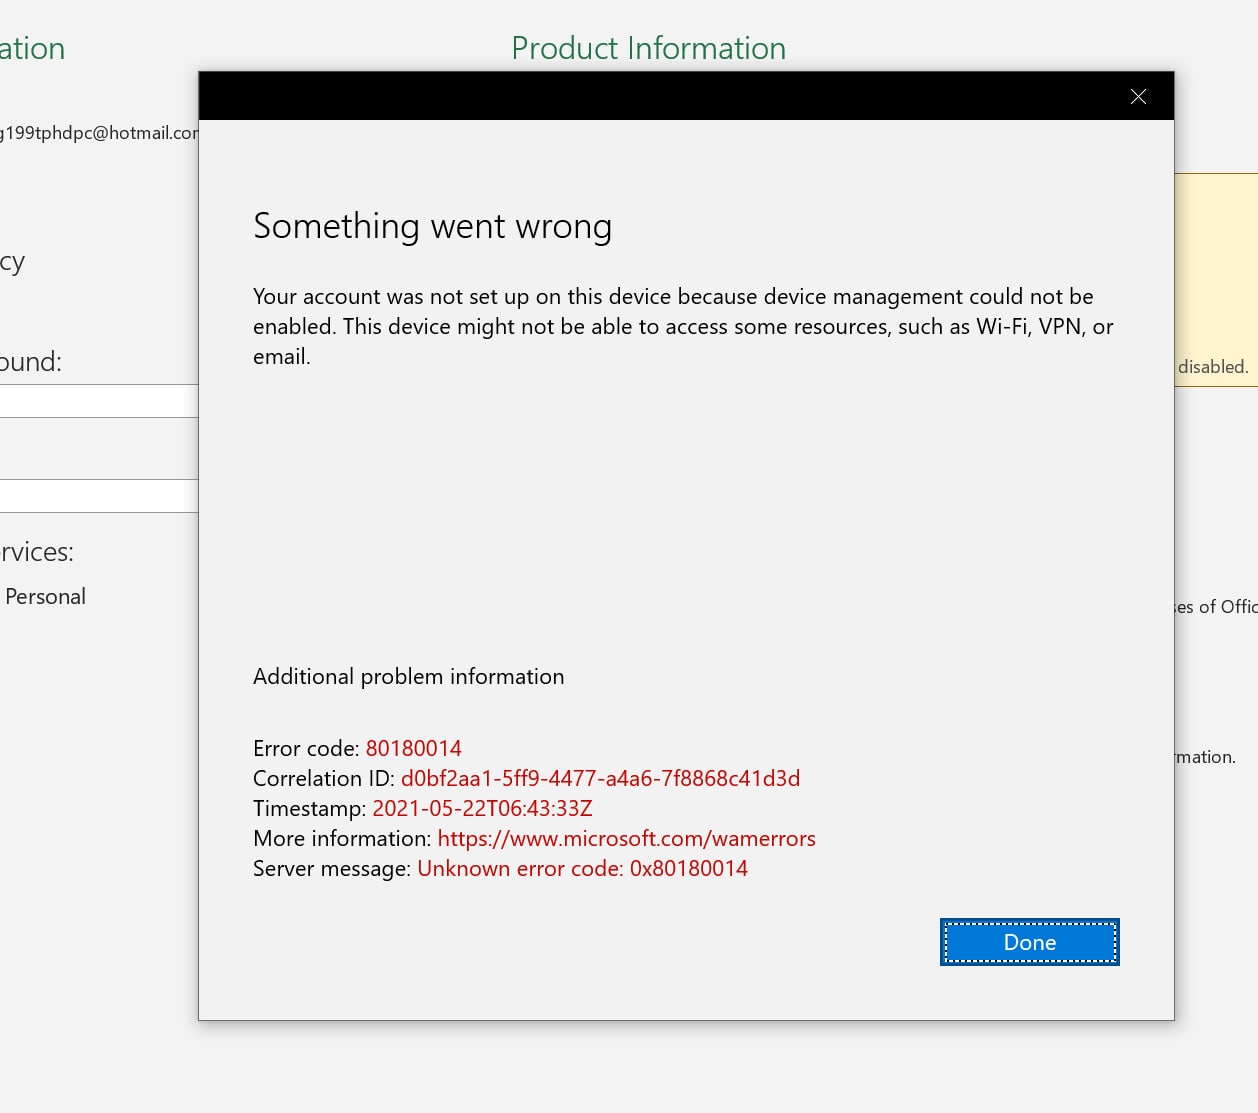 ation
Product Information
g199tphdpc@hotmail.com
Something went wrong
cy
Your account was not set up on this device because device management could not be
enabled. This device might not be able to access some resources, such as Wi-Fi, VPN, or
email.
ound:
disabled.
rvices:
Personal
ses of Offic
Additional problem information
Error code: 80180014
rmation.
Correlation ID: d0bf2aa1-5ff9-4477-a4a6-7f8868c41d3d
Timestamp: 2021-05-22T06:43:33Z
More information: https://www.microsoft.com/wamerrors
Server message: Unknown error code: 0x80180014
Done